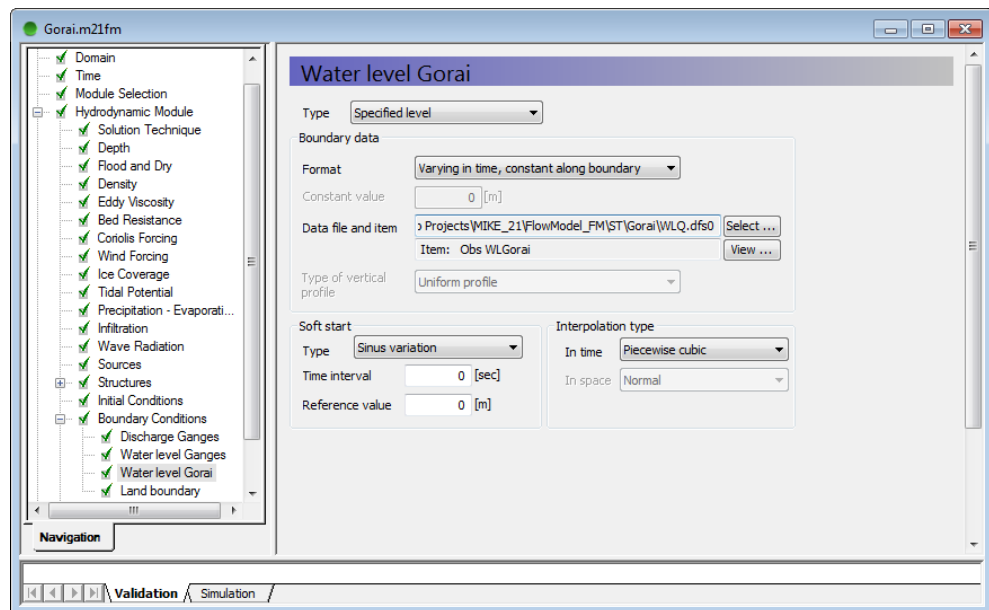 Gorai.m21fm
Domain
Time
Module Selection
Hydrodynamic Module
Solution Technique
Depth
Flood and Dry
Density
Eddy Viscosity
Bed Resistance
Coriolis Forcing
Wind Forcing
Ice Coverage
Tidal Potential
Precipitation - Evaporati...
Infiltration
Wave Radiation
Sources
Structures
Initial Conditions
Boundary Conditions
Discharge Ganges
Water level Ganges
Water level Gorai
Land boundary
Navigation
Water level Gorai
Type Specified level
Boundary data
Format Varying in time, constant along boundary
Constant value 0 [m]
Data file and item Projects\MIKE_21\FlowModel_FM\ST\Gorai\WLQ.dfs0 Select ...
Item: Obs WLGorai View ...
Type of vertical
profile
Uniform profile
Soft start
Type Sinus variation
Time interval 0 [sec]
Reference value 0 [m]
Interpolation type
In time Piecewise cubic
In space Normal
Validation Simulation